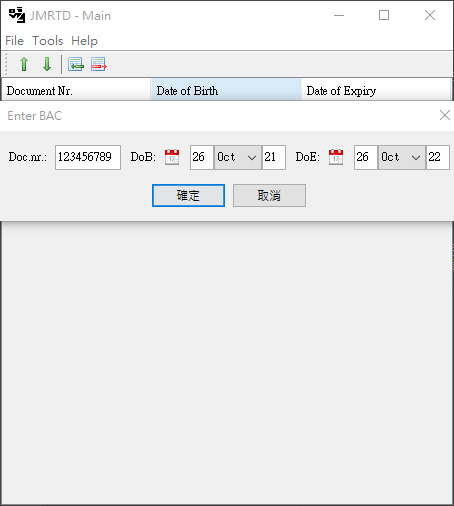 JMRTD - Main
File Tools Help
Document Nr. Date of Birth Date of Expiry
Enter BAC
Doc.nr.: 123456789 DoB: 26 Oct 21 DoE: 26 Oct 22
確定 取消